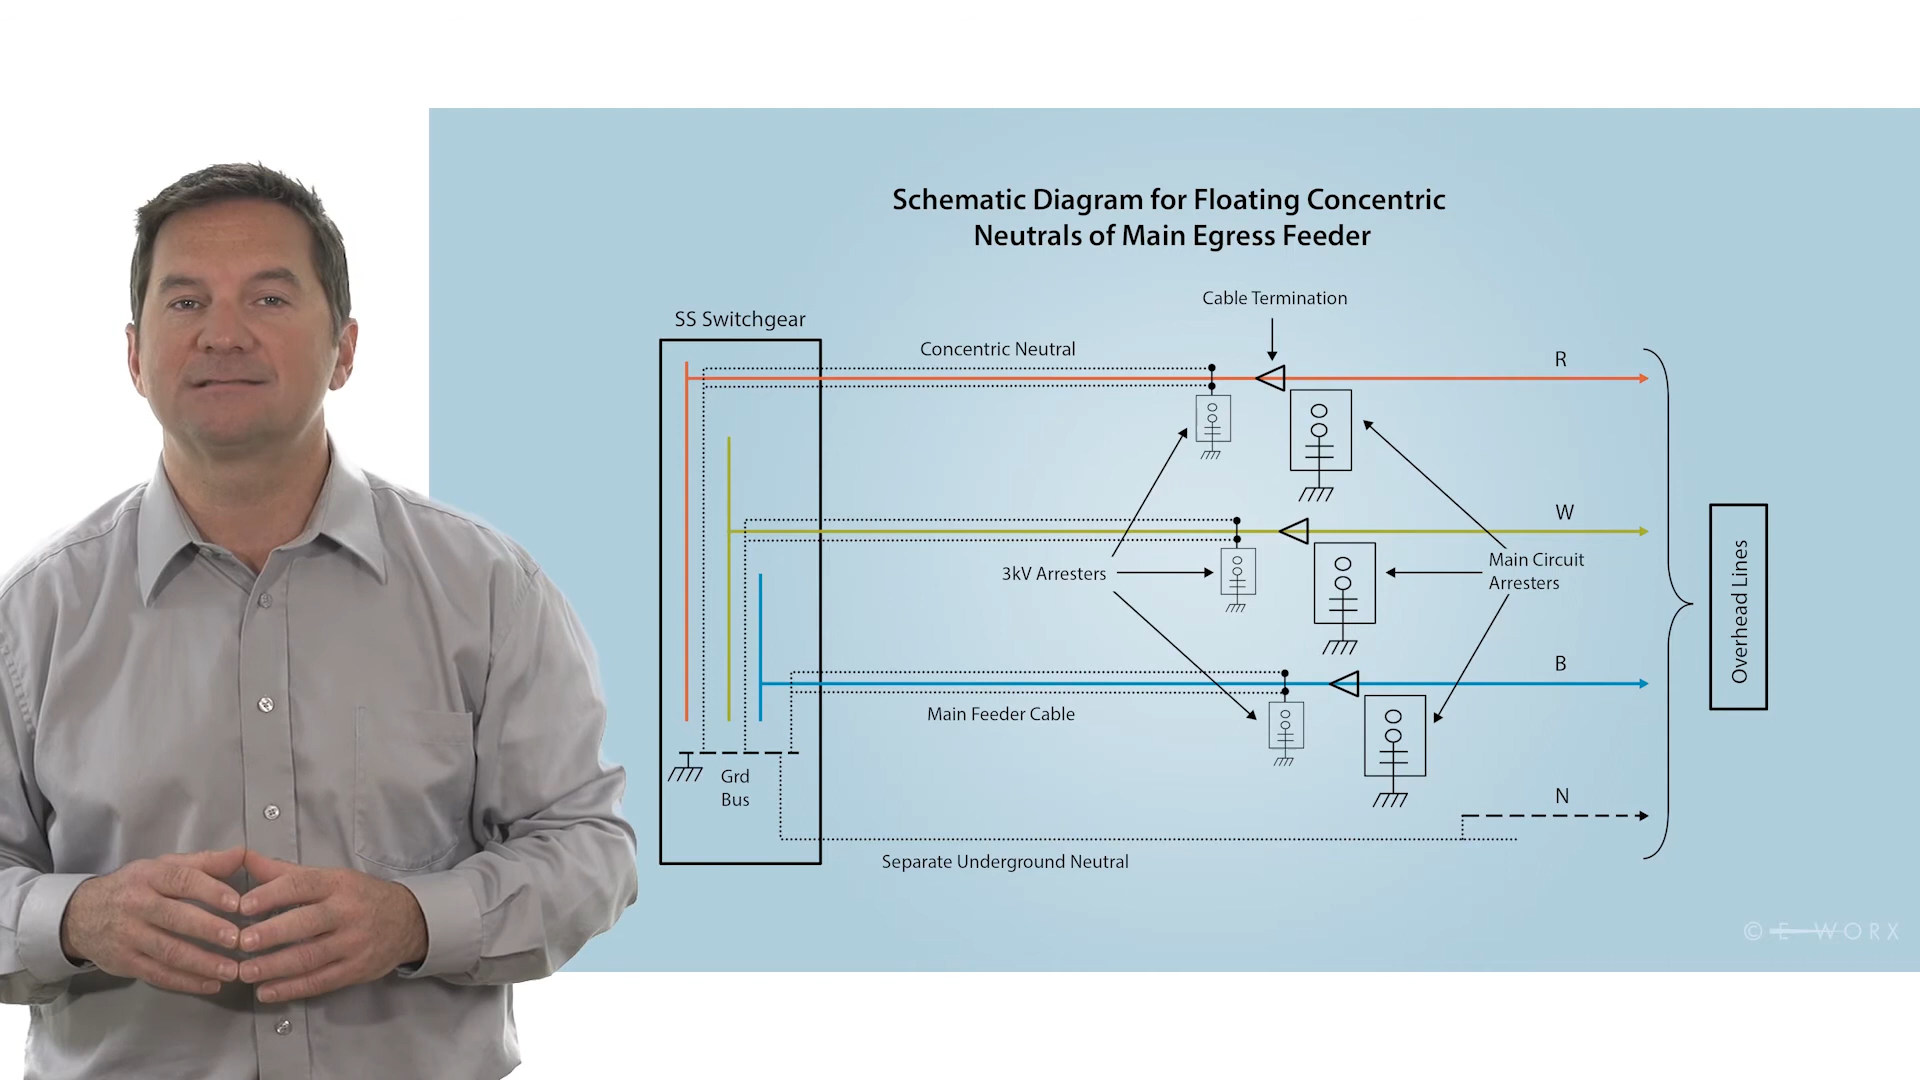 Schematic Diagram for Floating Concentric
Neutrals of Main Egress Feeder
Cable Termination
SS Switchgear
Concentric Neutral
R
W
3kV Arresters
Main Circuit
Arresters
Overhead Lines
B
Main Feeder Cable
Grd
Bus
N
Separate Underground Neutral
© E-WORX